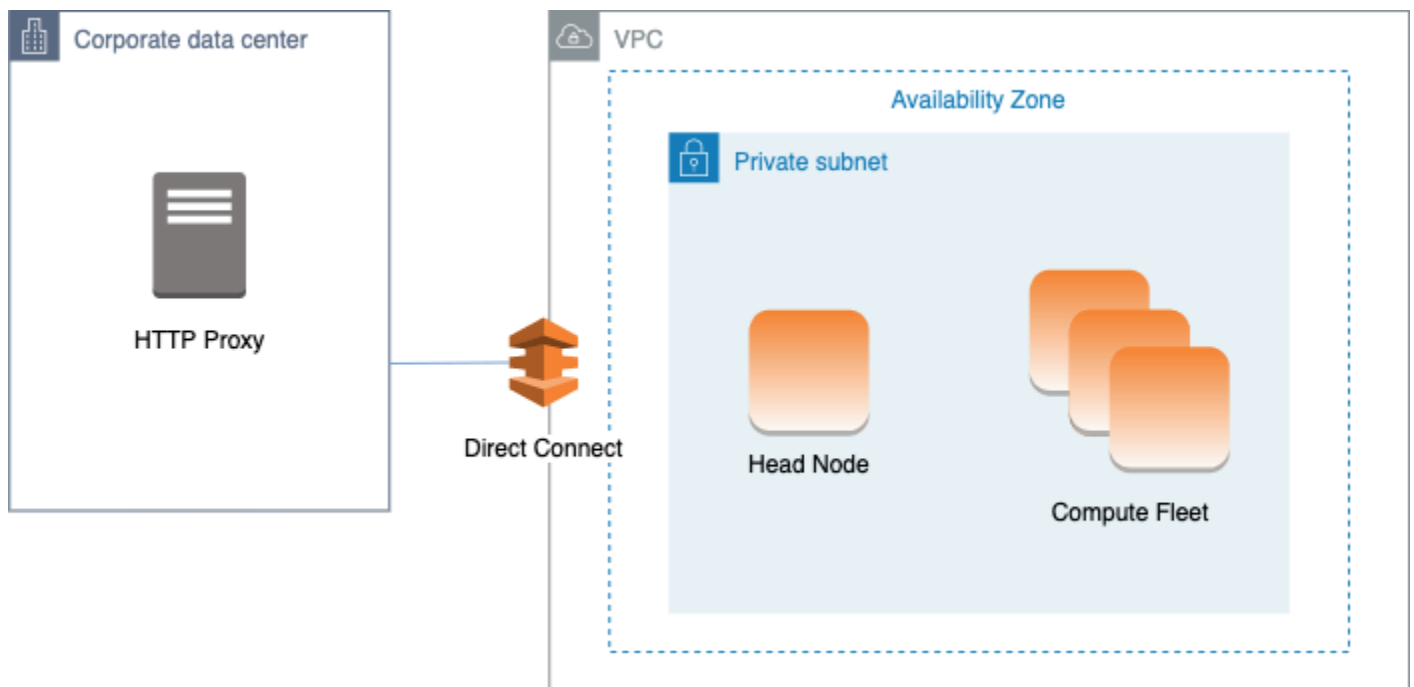 Corporate data center
VPC
Availability Zone
Private subnet
HTTP Proxy
Direct Connect
Head Node
Compute Fleet